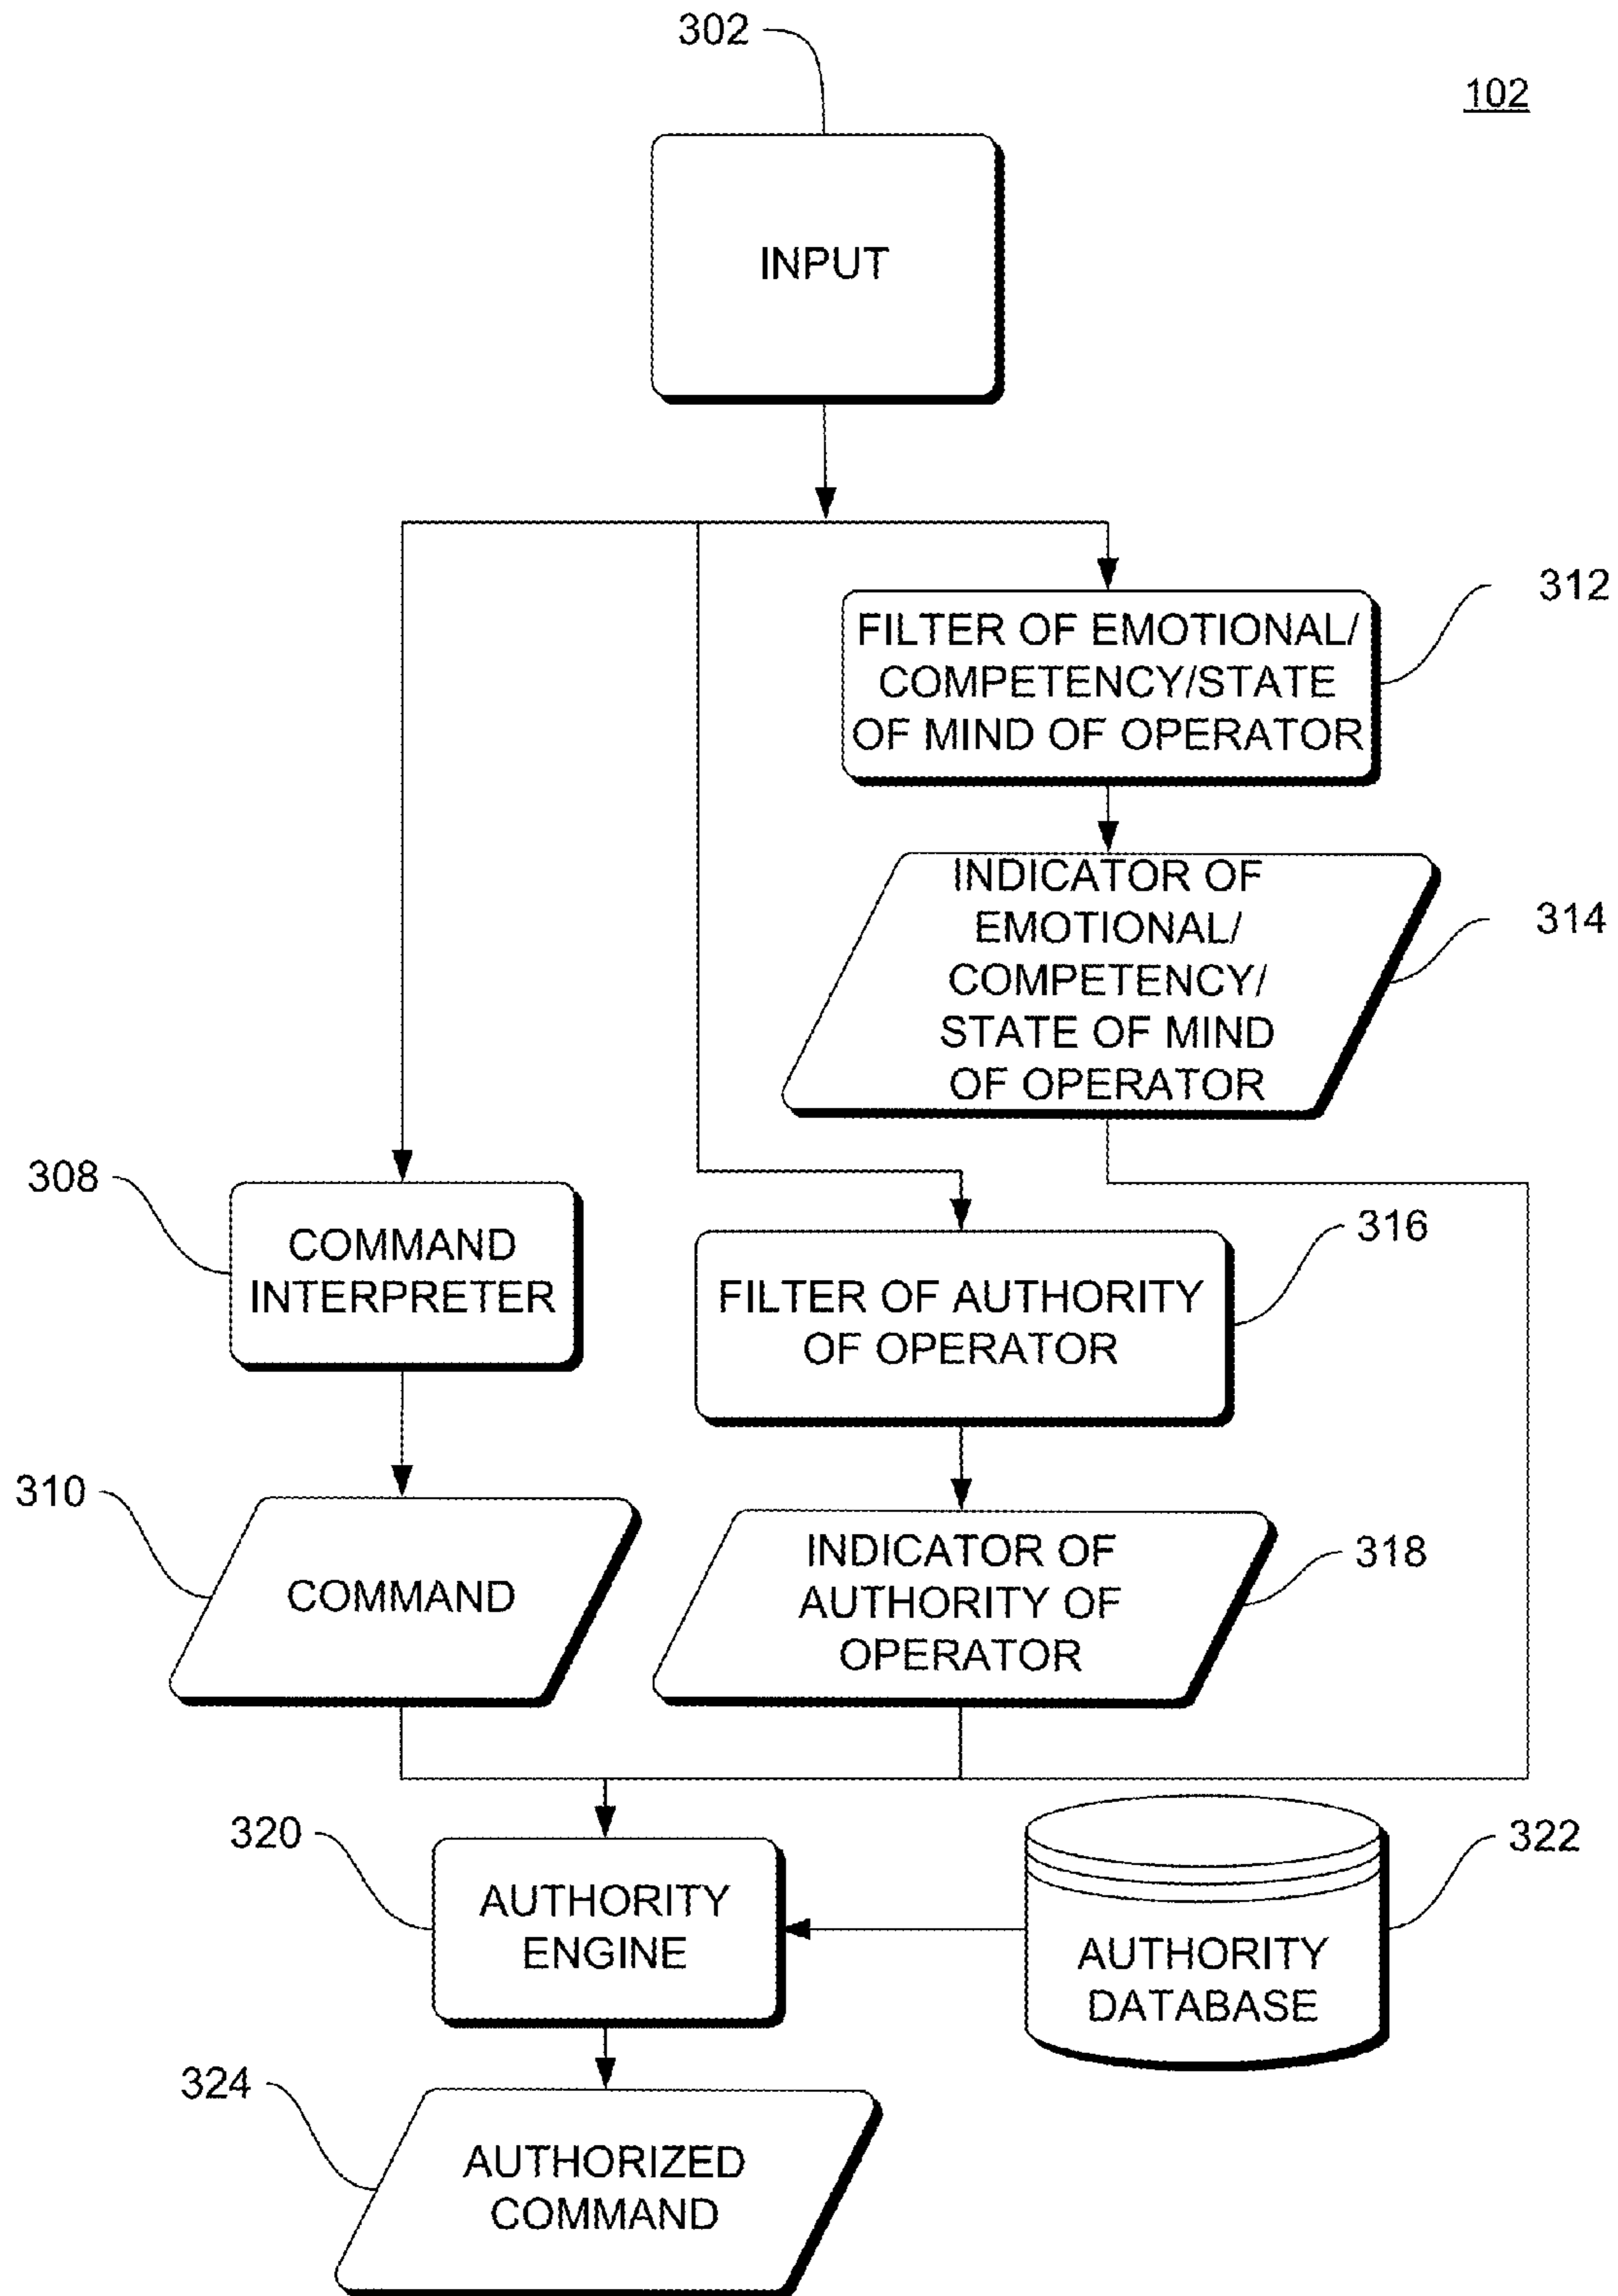 302
102
INPUT
312
FILTER OF EMOTIONAL/
COMPETENCY/STATE
OF MIND OF OPERATOR
INDICATOR OF
EMOTIONAL/
COMPETENCY/
STATE OF MIND
OF OPERATOR
314
308
COMMAND
INTERPRETER
316
FILTER OF AUTHORITY
OF OPERATOR
310
COMMAND
INDICATOR OF
AUTHORITY OF
OPERATOR
318
320
AUTHORITY
ENGINE
322
AUTHORITY
DATABASE
324
AUTHORIZED
COMMAND